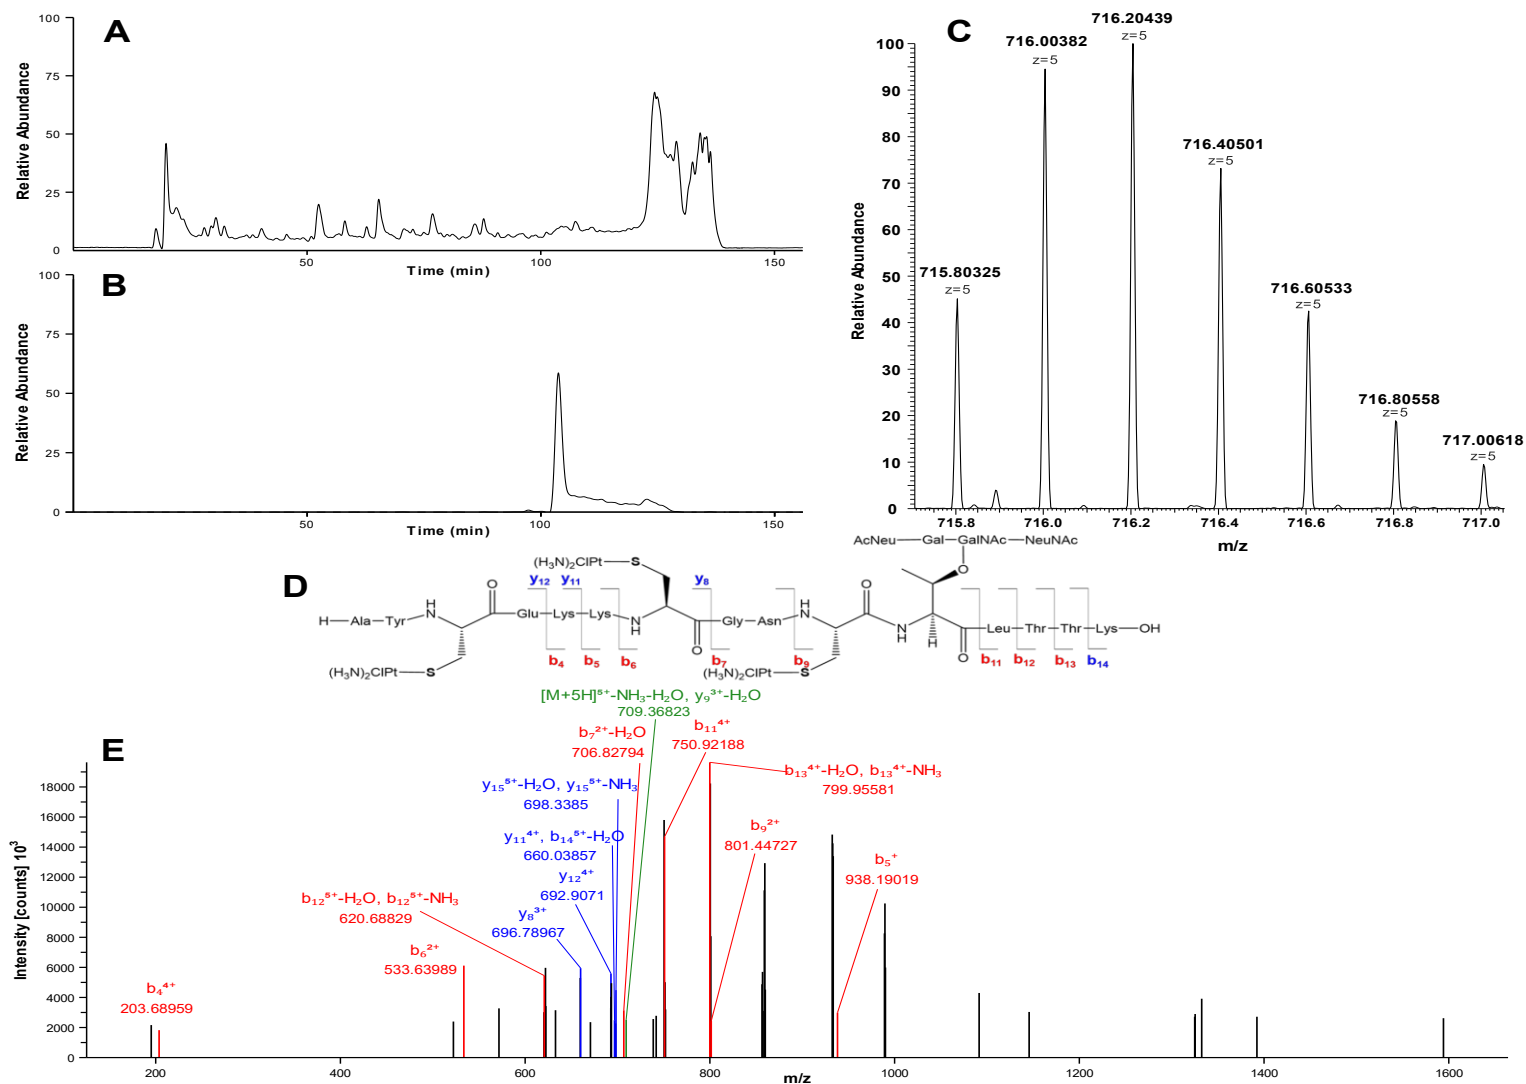 A
Relative Abundance
100
75
50
25
0
50
100
150
Time (min)
B
Relative Abundance
100
75
50
25
0
50
100
150
Time (min)
C
Relative Abundance
100
90
80
70
60
50
40
30
20
10
0
715.80325
z=5
716.00382
z=5
716.20439
z=5
716.40501
z=5
716.60533
z=5
716.80558
z=5
717.00618
z=5
715.8
716.0
716.2
716.4
716.6
716.8
717.0
m/z
D
AcNeu Gal GalNAc NeuNAc
O
(H₃N)₂ClPt S
y₁₂ y₁₁ y₈
O H O H O
H Ala Tyr N Glu Lys Lys N H Gly Asn N N H Leu Thr Thr Lys OH
H O O
(H₃N)₂ClPt S
(H₃N)₂ClPt S
b₄ b₅ b₆ b₇ b₉ b₁₁ b₁₂ b₁₃ b₁₄
E
Intensity [counts] 10³
18000
16000
14000
12000
10000
8000
6000
4000
2000
0
[M+5H]⁵⁺-NH₃-H₂O, y₉³⁺-H₂O
709.36823
b₇²⁺-H₂O
706.82794
b₁₁⁴⁺
750.92188
y₁₅⁵⁺-H₂O, y₁₅⁵⁺-NH₃
698.3385
b₁₃⁴⁺-H₂O, b₁₃⁴⁺-NH₃
799.95581
y₁₁⁴⁺, b₁₄⁵⁺-H₂O
660.03857
b₉²⁺
801.44727
y₁₂⁴⁺
692.9071
b₅⁺
938.19019
b₁₂⁵⁺-H₂O, b₁₂⁵⁺-NH₃
620.68829
y₈³⁺
696.78967
b₆²⁺
533.63989
b₄⁴⁺
203.68959
200
400
600
800
1000
1200
1400
1600
m/z